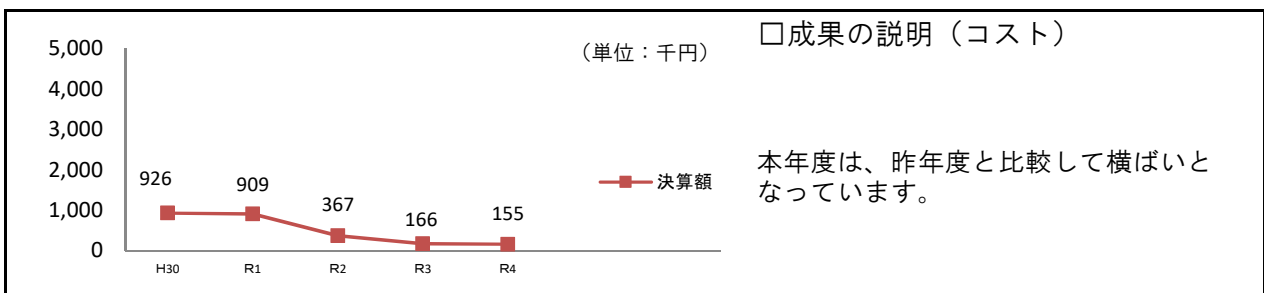 5,000
4,000
3,000
2,000
1,000
0
（単位：千円）
926
909
367
166
155
H30
R1
R2
R3
R4
決算額
□成果の説明（コスト）
本年度は、昨年度と比較して横ばいと
なっています。